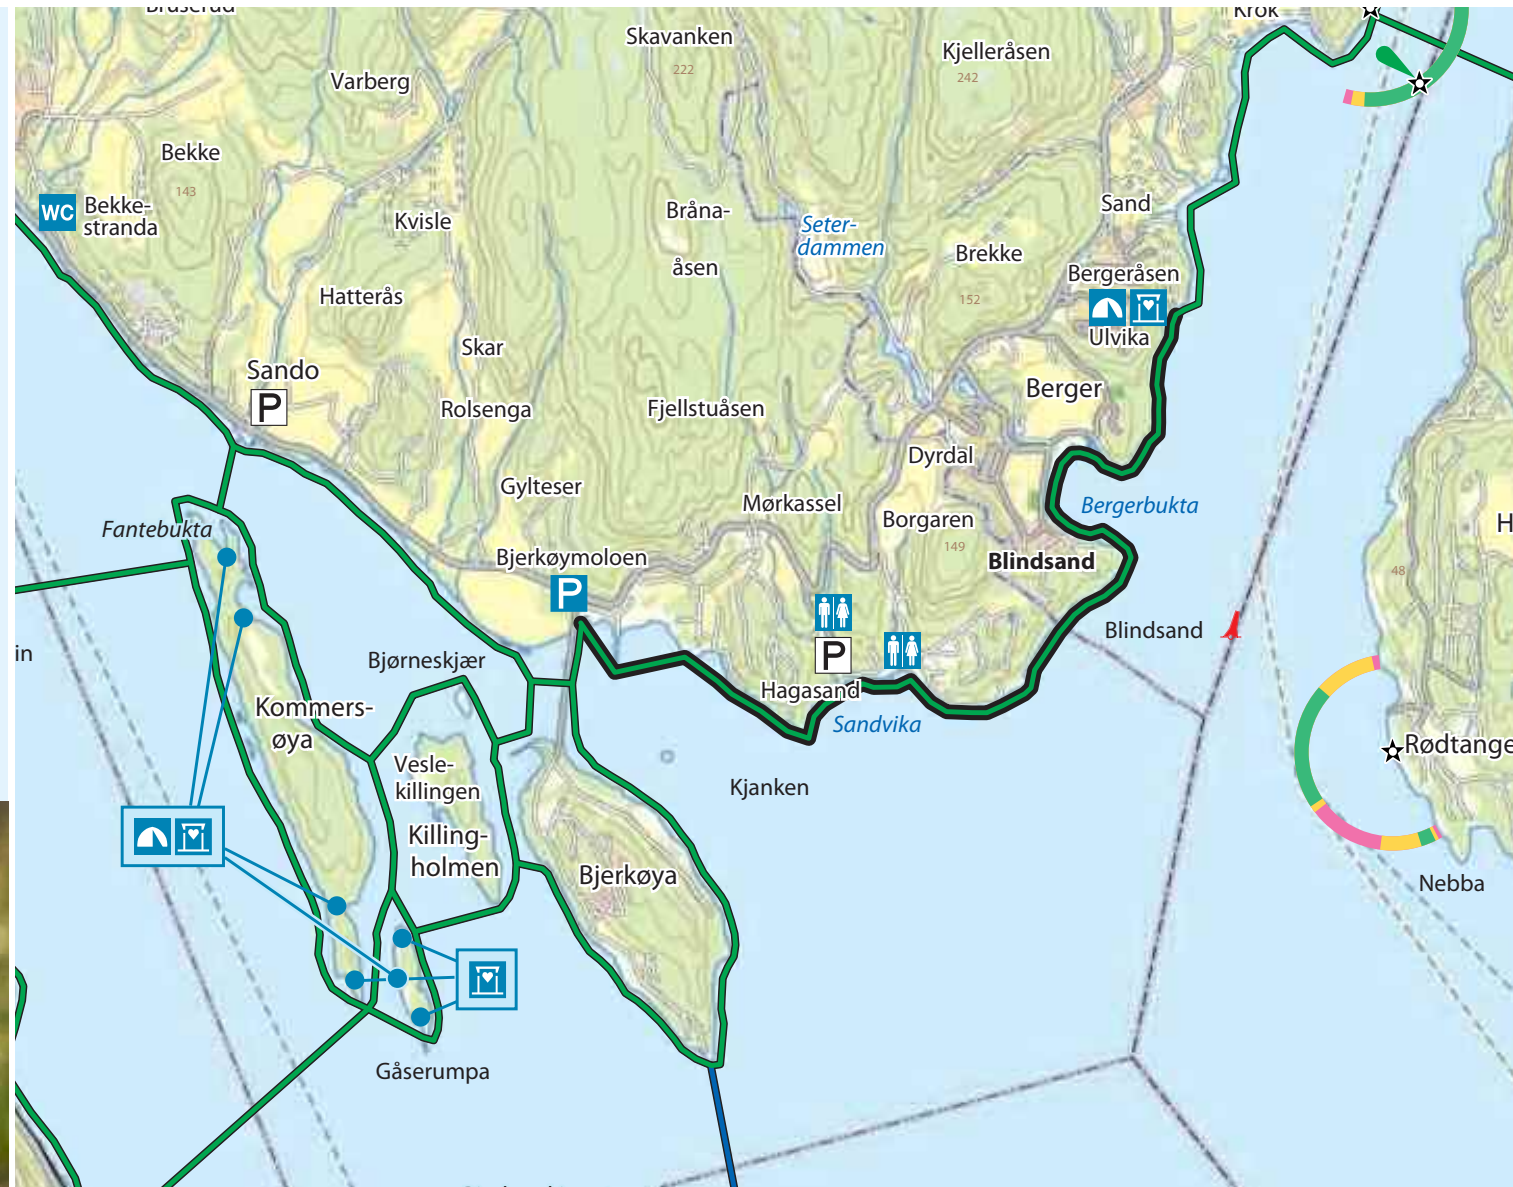 Skavanken
222
Kjelleråsen
242
Varberg
Bekke
143
WC
Bekke-
stranda
Kvisle
Bråna-
åsen
Seter-
dammen
Sand
Brekke
152
Bergeråsen
Ulvika
Hatterås
Skar
Sando
P
Rolsenga
Fjellstuåsen
Berger
Dyrdal
Gylteser
Mørkassel
Borgaren
149
Bergerbukta
Fantebukta
Bjerkøymoloen
P
Blindsand
48
H
Blindsand
in
Bjørneskjær
P
Hagasand
Sandvika
Kommers-
øya
Vesle-
killingen
Killing-
holmen
Kjanken
Rødtange
Bjerkøya
Nebba
Gåserumpa